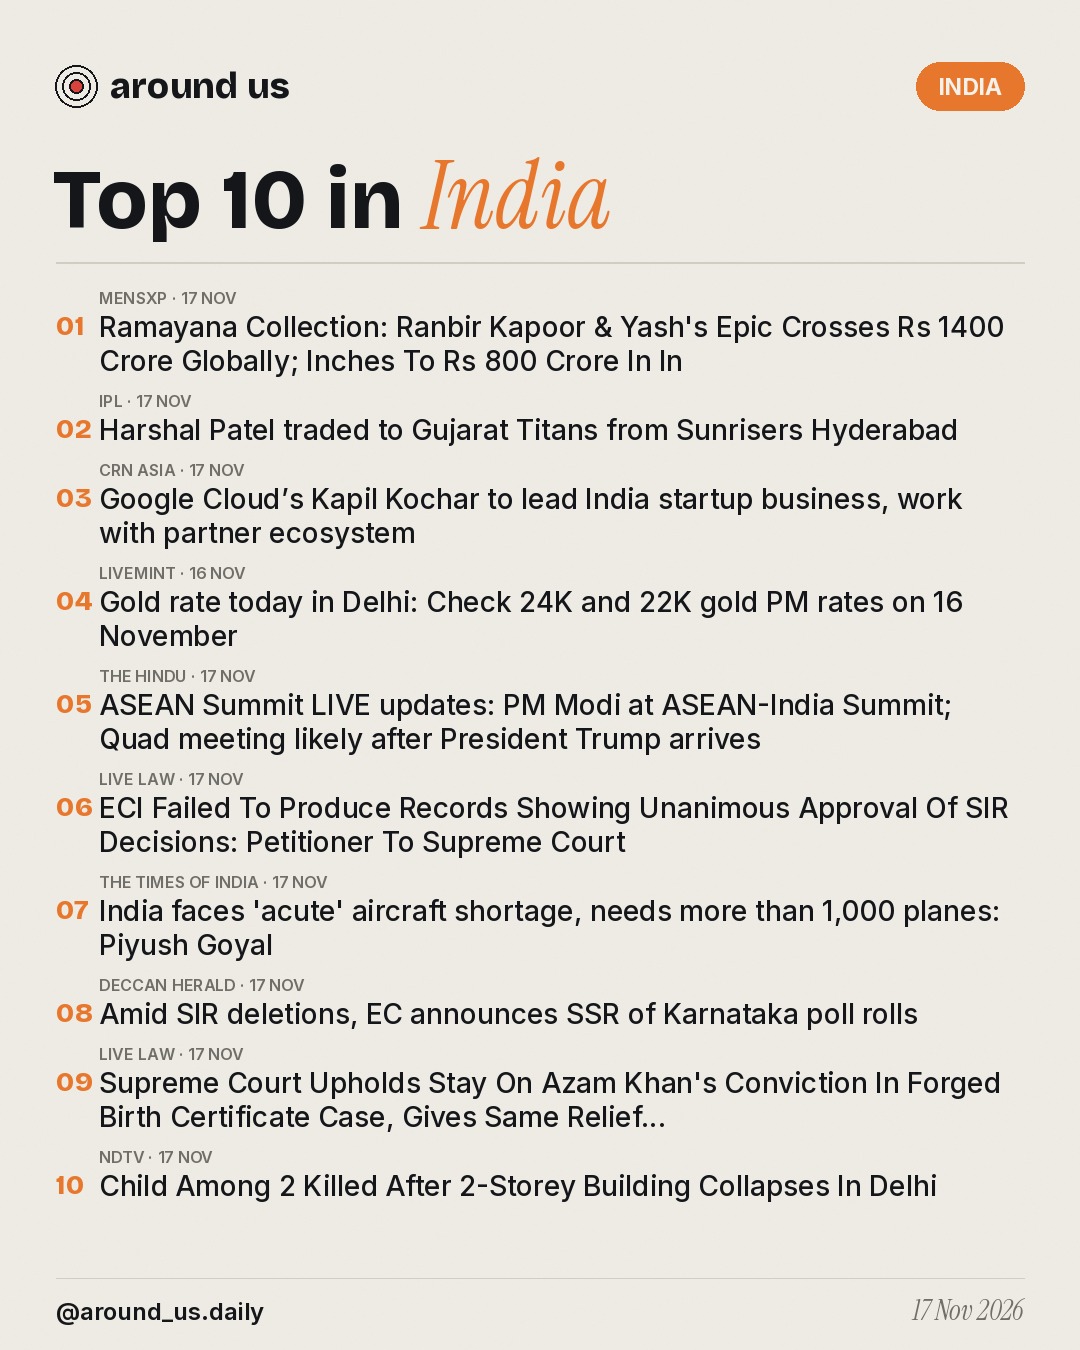 around us
INDIA
Top 10 in India
MENSXP · 17 NOV
01 Ramayana Collection: Ranbir Kapoor & Yash's Epic Crosses Rs 1400
Crore Globally; Inches To Rs 800 Crore In In
IPL · 17 NOV
02 Harshal Patel traded to Gujarat Titans from Sunrisers Hyderabad
CRN ASIA · 17 NOV
03 Google Cloud’s Kapil Kochar to lead India startup business, work
with partner ecosystem
LIVEMINT · 16 NOV
04 Gold rate today in Delhi: Check 24K and 22K gold PM rates on 16
November
THE HINDU · 17 NOV
05 ASEAN Summit LIVE updates: PM Modi at ASEAN-India Summit;
Quad meeting likely after President Trump arrives
LIVE LAW · 17 NOV
06 ECI Failed To Produce Records Showing Unanimous Approval Of SIR
Decisions: Petitioner To Supreme Court
THE TIMES OF INDIA · 17 NOV
07 India faces 'acute' aircraft shortage, needs more than 1,000 planes:
Piyush Goyal
DECCAN HERALD · 17 NOV
08 Amid SIR deletions, EC announces SSR of Karnataka poll rolls
LIVE LAW · 17 NOV
09 Supreme Court Upholds Stay On Azam Khan's Conviction In Forged
Birth Certificate Case, Gives Same Relief...
NDTV · 17 NOV
10 Child Among 2 Killed After 2-Storey Building Collapses In Delhi
@around_us.daily
17 Nov 2026